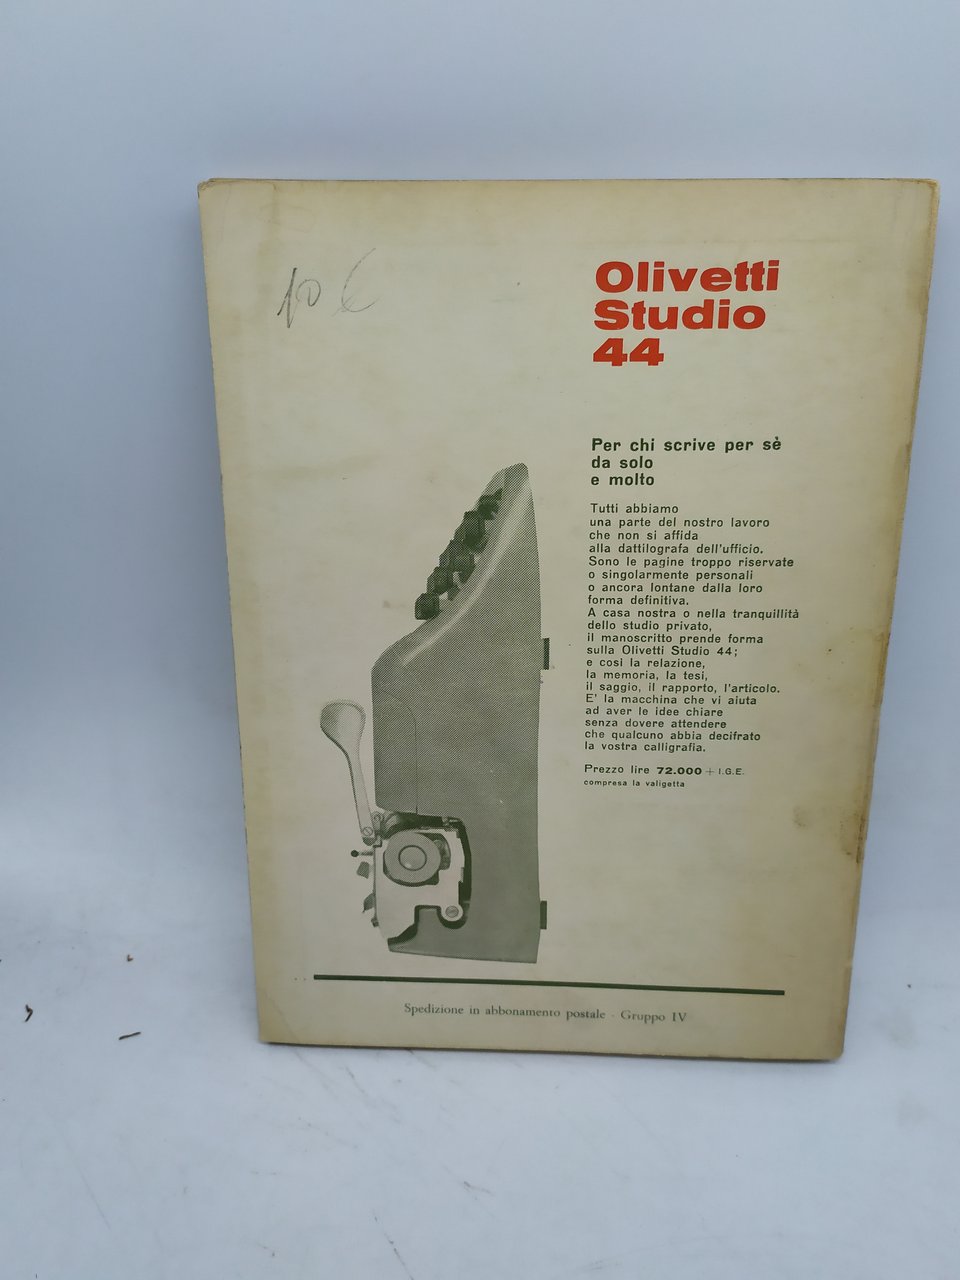 10 €
Olivetti
Studio
44
Per chi scrive per sè
da solo
e molto
Tutti abbiamo
una parte del nostro lavoro
che non si affida
alla dattilografa dell'ufficio.
Sono le pagine troppo riservate
o singolarmente personali
o ancora lontane dalla loro
forma definitiva.
A casa nostra o nella tranquillità
dello studio privato,
il manoscritto prende forma
sulla Olivetti Studio 44;
e così la relazione,
la memoria, la tesi,
il saggio, il rapporto, l'articolo.
E' la macchina che vi aiuta
ad aver le idee chiare
senza dovere attendere
che qualcuno abbia decifrato
la vostra calligrafia.
Prezzo lire 72.000 + I.G.E.
compresa la valigetta
Spedizione in abbonamento postale - Gruppo IV